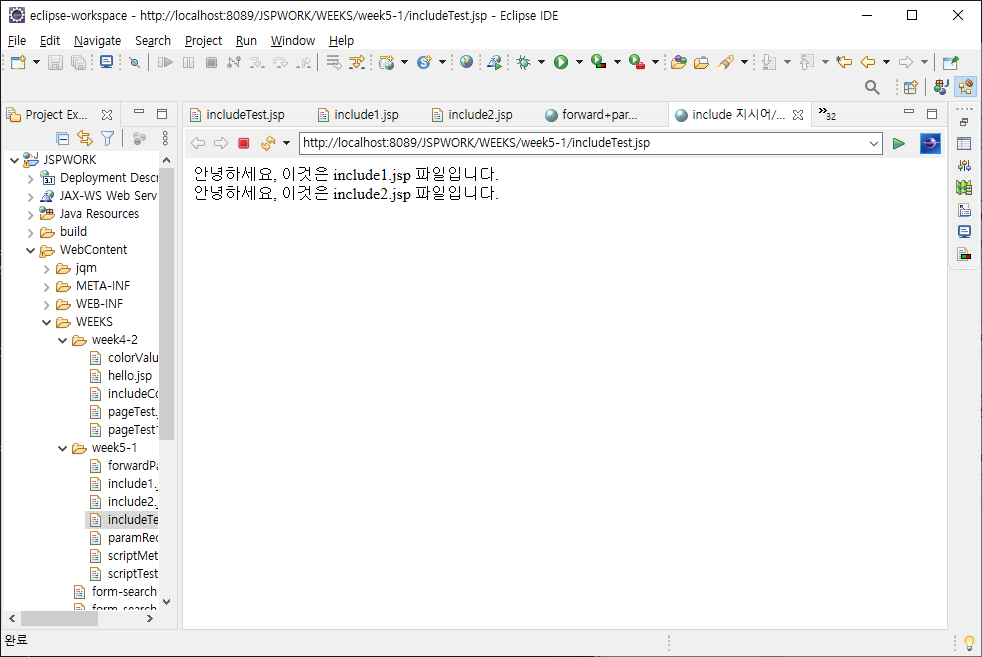 eclipse-workspace - http://localhost:8089/JSPWORK/WEEKS/week5-1/includeTest.jsp - Eclipse IDE
File Edit Navigate Search Project Run Window Help
Project Ex...
includeTest.jsp include1.jsp include2.jsp forward+par... include 지시어/... »32
http://localhost:8089/JSPWORK/WEEKS/week5-1/includeTest.jsp
안녕하세요, 이것은 include1.jsp 파일입니다.
안녕하세요, 이것은 include2.jsp 파일입니다.
JSPWORK
Deployment Descr
JAX-WS Web Serv
Java Resources
build
WebContent
jqm
META-INF
WEB-INF
WEEKS
week4-2
colorValu
hello.jsp
includeCo
pageTest.
pageTest1
week5-1
forwardPa
include1.j
include2.j
includeTe
paramRec
scriptMet
scriptTest
form-search
form-search
완료